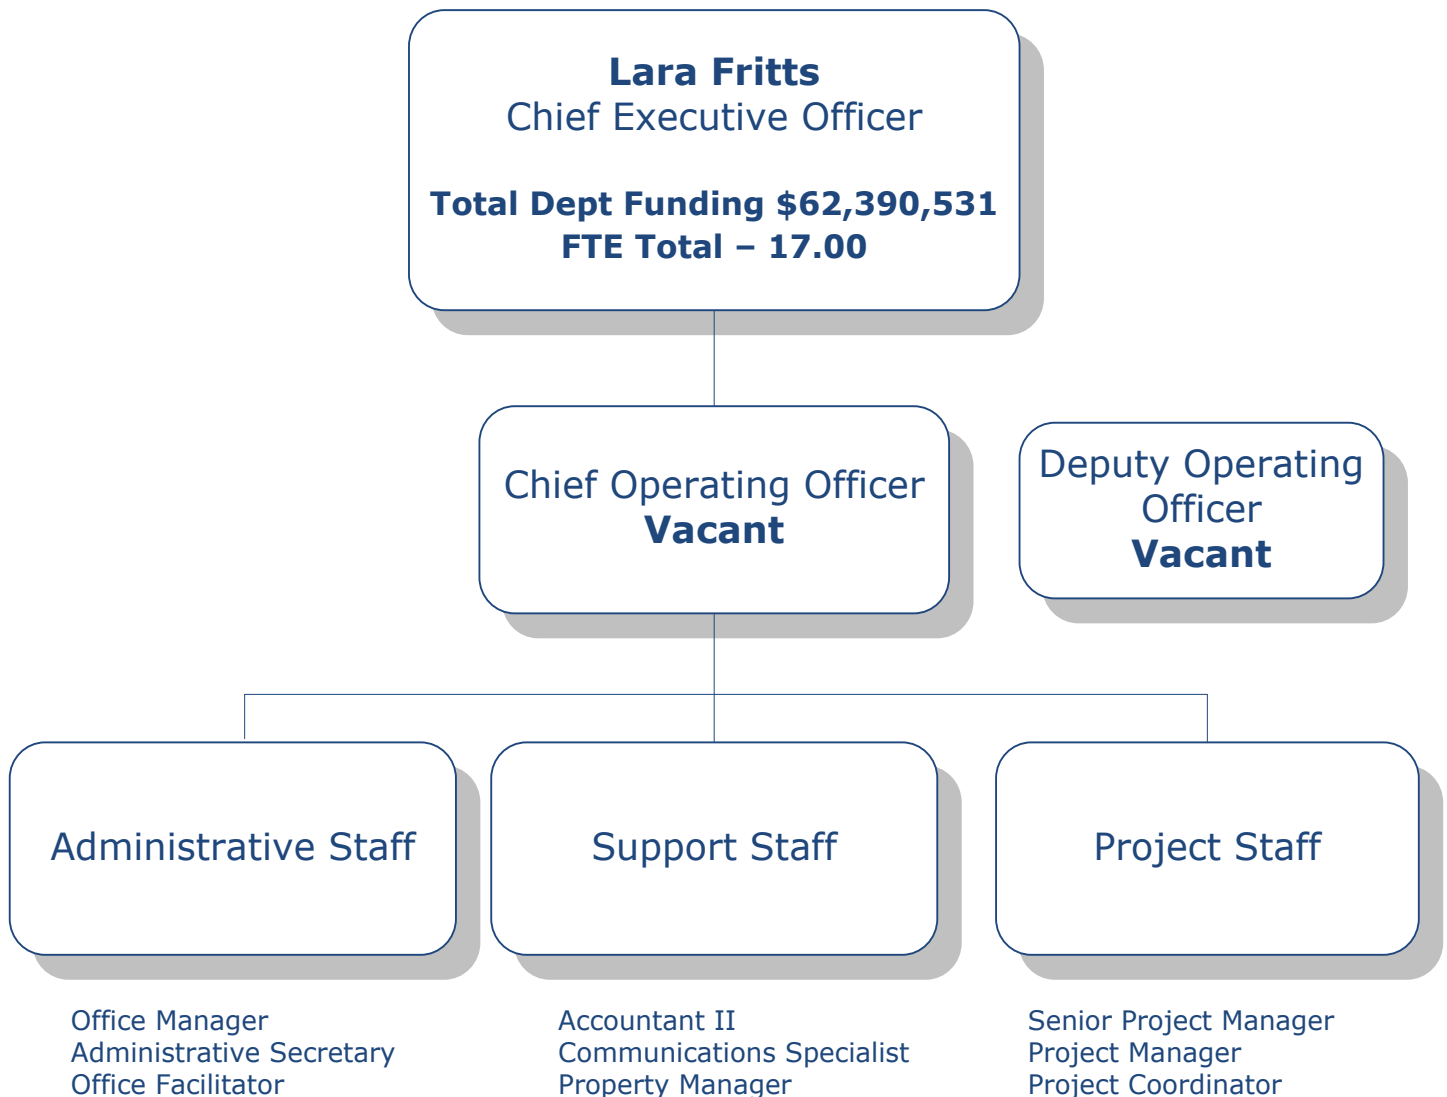 Lara Fritts
Chief Executive Officer
Total Dept Funding $62,390,531
FTE Total – 17.00
Chief Operating Officer
Vacant
Deputy Operating
Officer
Vacant
Administrative Staff
Support Staff
Project Staff
Office Manager
Administrative Secretary
Office Facilitator
Accountant II
Communications Specialist
Property Manager
Senior Project Manager
Project Manager
Project Coordinator